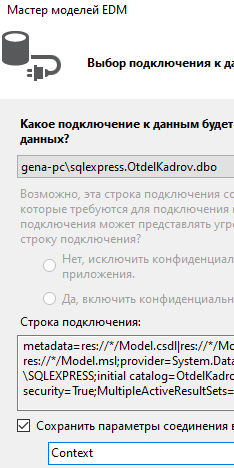 Мастер моделей EDM
Выбор подключения к да
Какое подключение к данным будет
данных?
gena-pc\sqlexpress.OtdelKadrov.dbo
Возможно, эта строка подключения со
которые требуются для подключения к
подключения может представлять угро
строку подключения?
Нет, исключить конфиденциал
приложения.
Да, включить конфиденциальн
Строка подключения:
metadata=res://*/Model.csdl|res://*/Mo
res://*/Model.msl;provider=System.Data
\SQLEXPRESS;initial catalog=OtdelKadro
security=True;MultipleActiveResultSets=
Сохранить параметры соединения в
Context